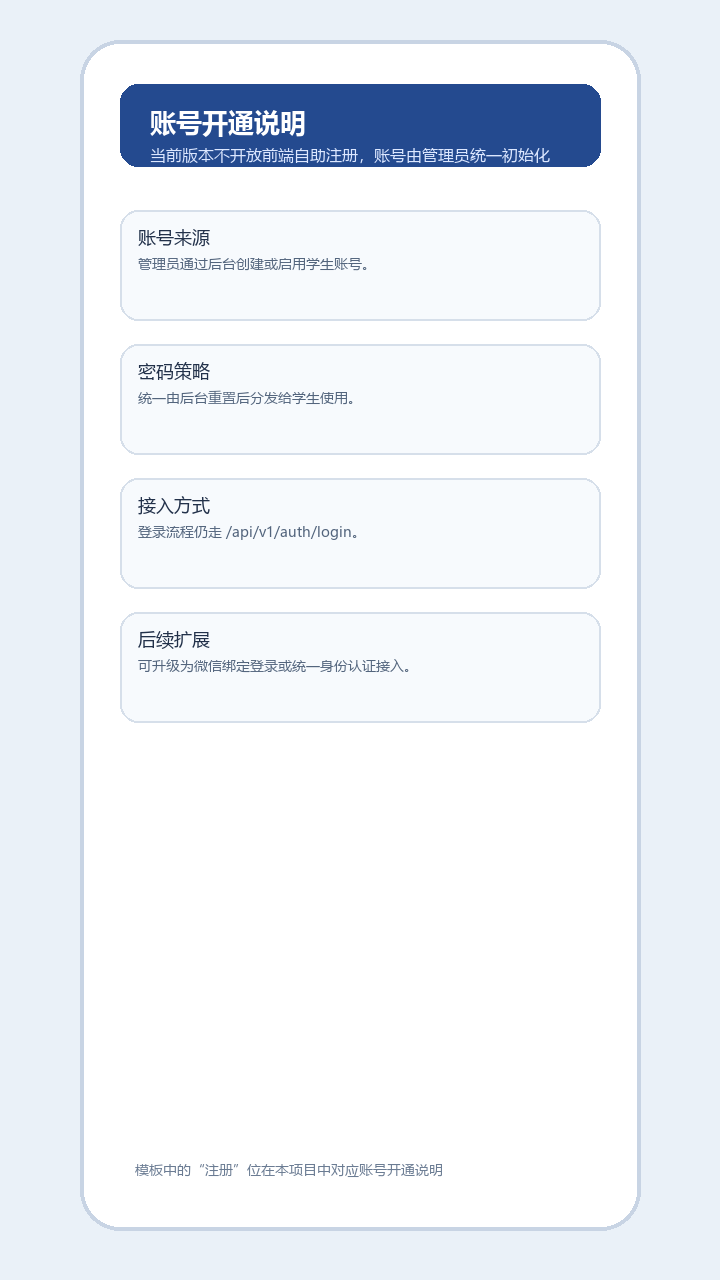 账号开通说明
当前版本不开放前端自助注册，账号由管理员统一初始化
账号来源
管理员通过后台创建或启用学生账号。
密码策略
统一由后台重置后分发给学生使用。
接入方式
登录流程仍走 /api/v1/auth/login。
后续扩展
可升级为微信绑定登录或统一身份认证接入。
模板中的“注册”位在本项目中对应账号开通说明